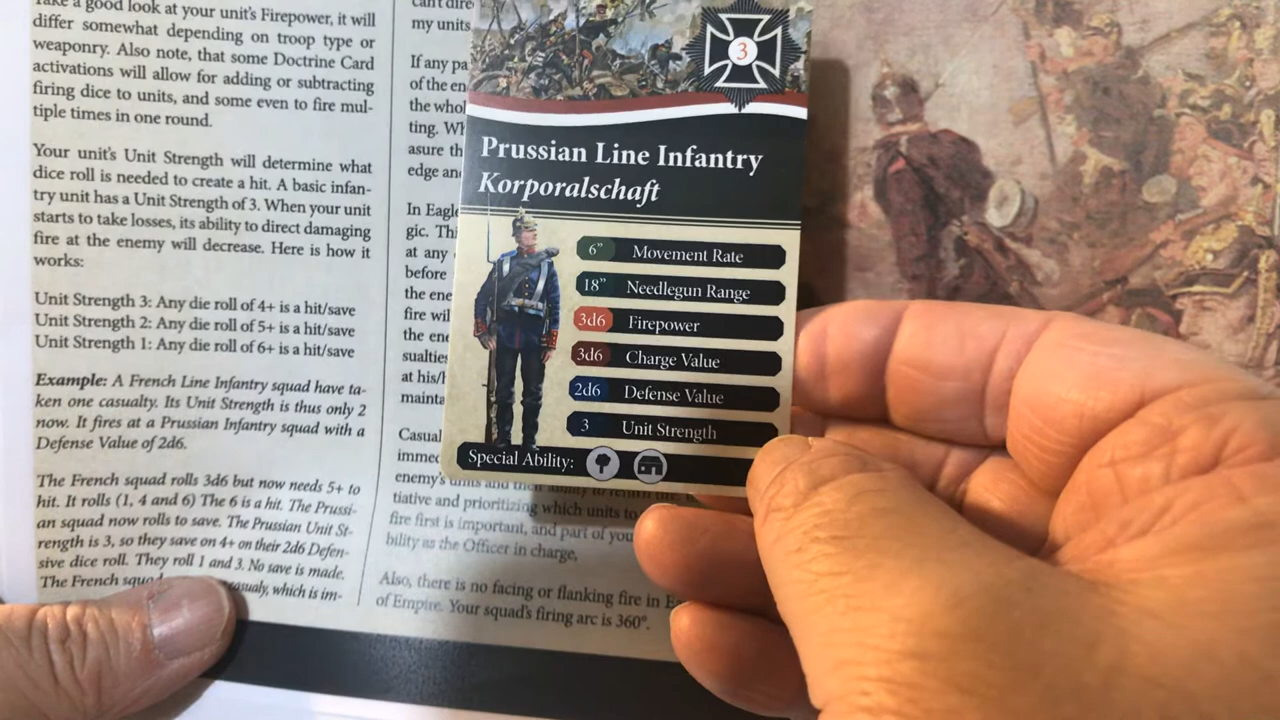 Take a good look at your unit's Firepower, it will
differ somewhat depending on troop type or
weaponry. Also note, that some Doctrine Card
activations will allow for adding or subtracting
firing dice to units, and some even to fire mul-
tiple times in one round.
Your unit's Unit Strength will determine what
dice roll is needed to create a hit. A basic infan-
try unit has a Unit Strength of 3. When your unit
starts to take losses, its ability to direct damaging
fire at the enemy will decrease. Here is how it
works:
Unit Strength 3: Any die roll of 4+ is a hit/save
Unit Strength 2: Any die roll of 5+ is a hit/save
Unit Strength 1: Any die roll of 6+ is a hit/save
Example: A French Line Infantry squad have ta-
ken one casualty. Its Unit Strength is thus only 2
now. It fires at a Prussian Infantry squad with a
Defense Value of 2d6.
The French squad rolls 3d6 but now needs 5+ to
hit. It rolls (1, 4 and 6) The 6 is a hit. The Prussi-
an squad now rolls to save. The Prussian Unit St-
rength is 3, so they save on 4+ on their 2d6 Defen-
sive dice roll. They roll 1 and 3. No save is made.
The French squad casualy, which is im-
can't dire
my units
If any pa
of the en
the whol
ting. Wh
asure th
edge an
In Eagle
gic. Thi
at any
before
the ene
fire wil
the ene
sualtie
at his/h
mainta
Casual
immed
enemy's units and their ability to return fire.
tiative and prioritizing which units to
fire first is important, and part of you
bility as the Officer in charge,
Also, there is no facing or flanking fire in E
of Empire. Your squad's firing arc is 360°.
3
Prussian Line Infantry
Korporalschaft
6” Movement Rate
18” Needlegun Range
3d6 Firepower
3d6 Charge Value
2d6 Defense Value
3 Unit Strength
Special Ability: